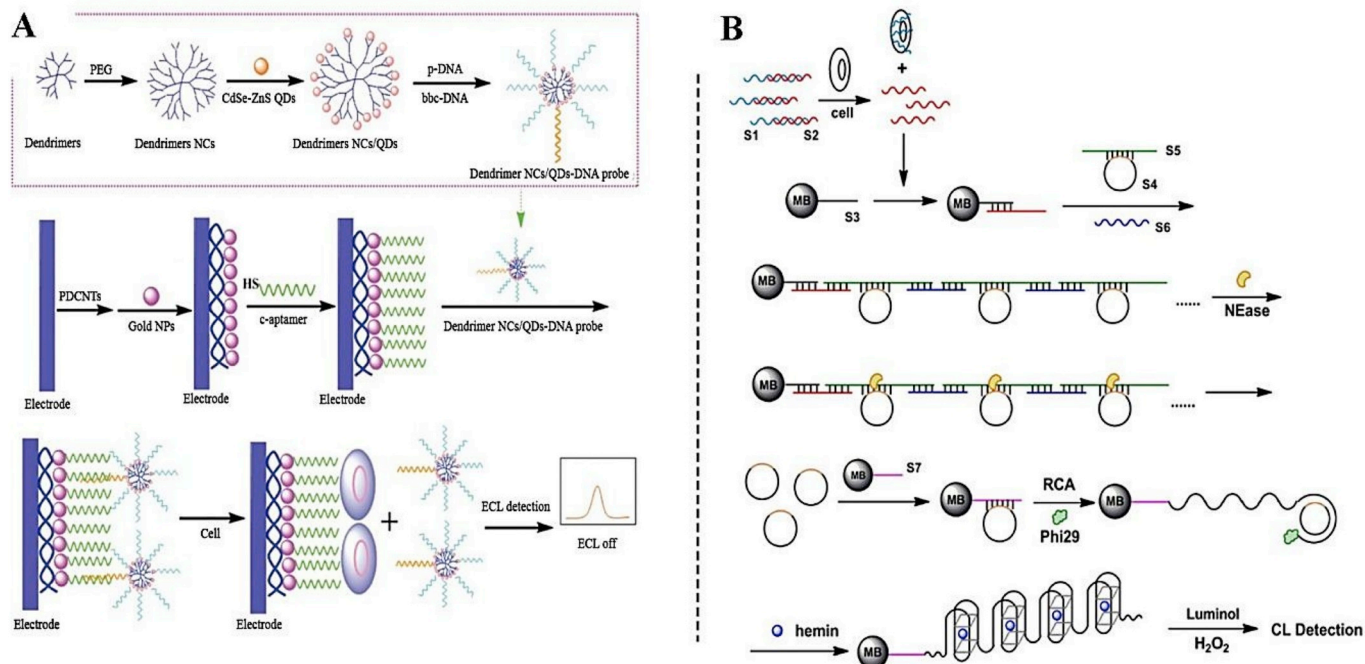 A
PEG
CdSe-ZnS QDs
p-DNA
bbc-DNA
Dendrimers
Dendrimers NCs
Dendrimers NCs/QDs
Dendrimer NCs/QDs-DNA probe
PDCNTs
Gold NPs
HS
c-aptamer
Dendrimer NCs/QDs-DNA probe
Electrode
Electrode
Electrode
Cell
+
ECL detection
ECL off
Electrode
Electrode
B
+
S1
S2
cell
MB
S3
MB
S5
S4
S6
MB
......
NEase
MB
......
MB
S7
MB
RCA
Phi29
MB
hemin
MB
Luminol
H₂O₂
CL Detection